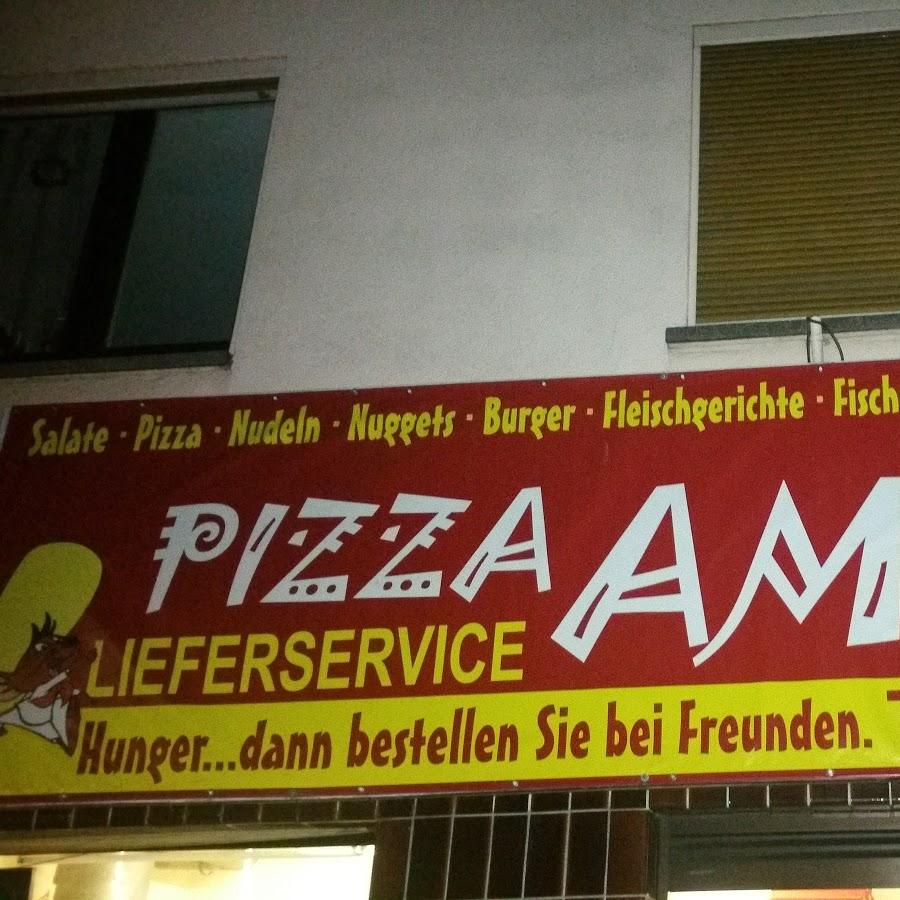 Salate · Pizza · Nudeln · Nuggets · Burger · Fleischgerichte · Fisch
PIZZA AM
LIEFERSERVICE
Hunger...dann bestellen Sie bei Freunden.